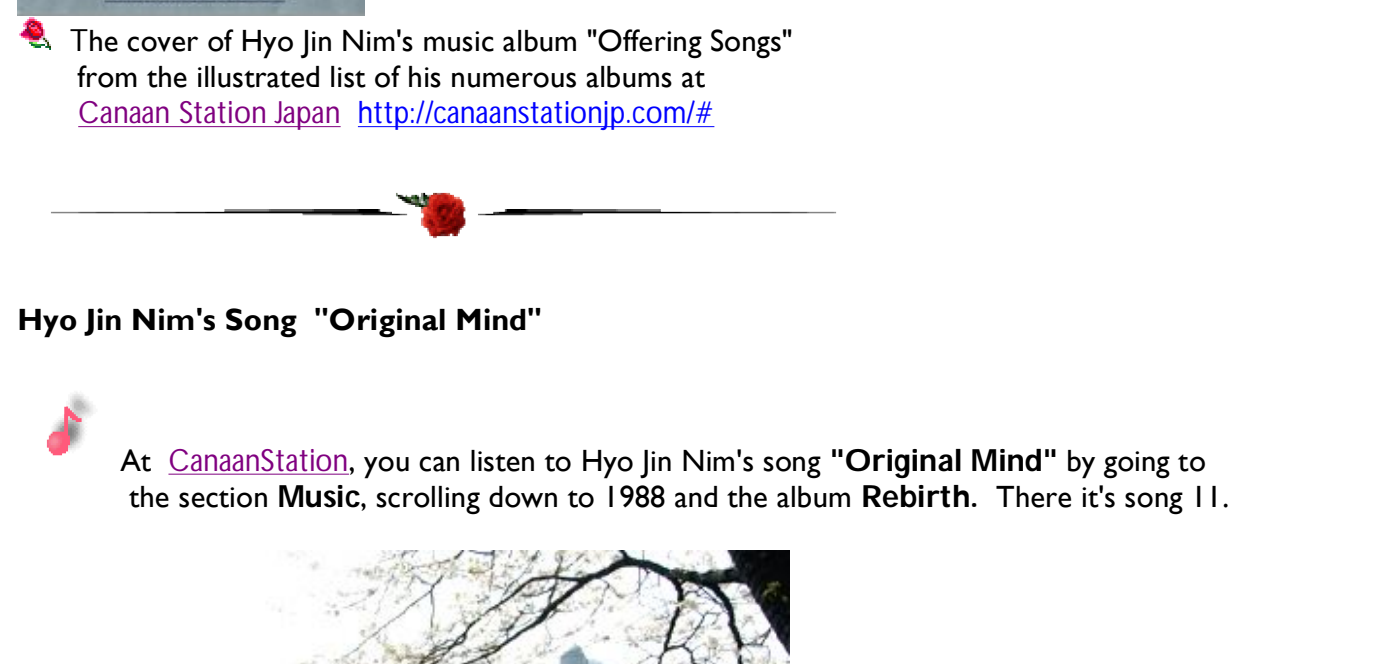 The cover of Hyo Jin Nim's music album "Offering Songs"
from the illustrated list of his numerous albums at
Canaan Station Japan http://canaanstationjp.com/#
Hyo Jin Nim's Song "Original Mind"
At CanaanStation, you can listen to Hyo Jin Nim's song "Original Mind" by going to
the section Music, scrolling down to 1988 and the album Rebirth. There it's song 11.